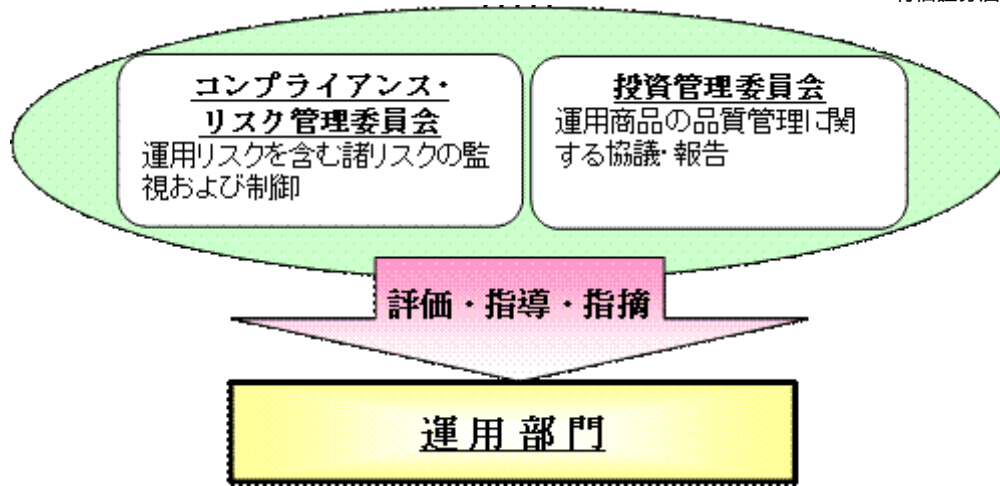 コンプライアンス・
リスク管理委員会
運用リスクを含む諸リスクの監
視および制御
投資管理委員会
運用商品の品質管理に関
する協議・報告
評価・指導・指摘
運用部門